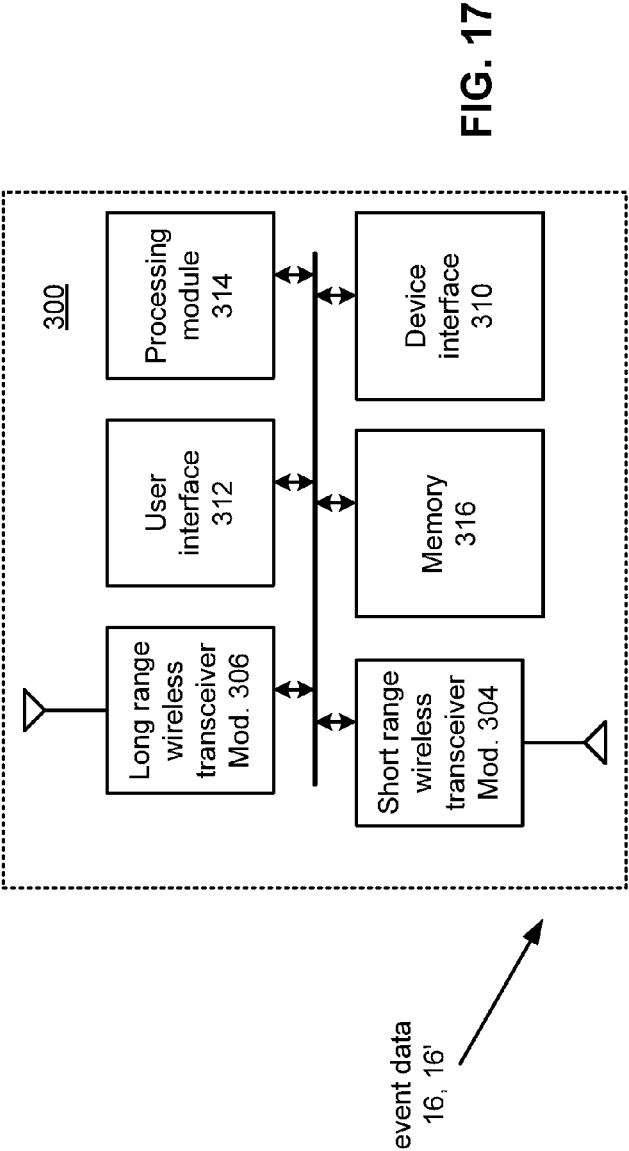 300
Long range
wireless
transceiver
Mod. 306
User
interface
312
Processing
module
314
Short range
wireless
transceiver
Mod. 304
Memory
316
Device
interface
310
event data
16, 16'
FIG. 17